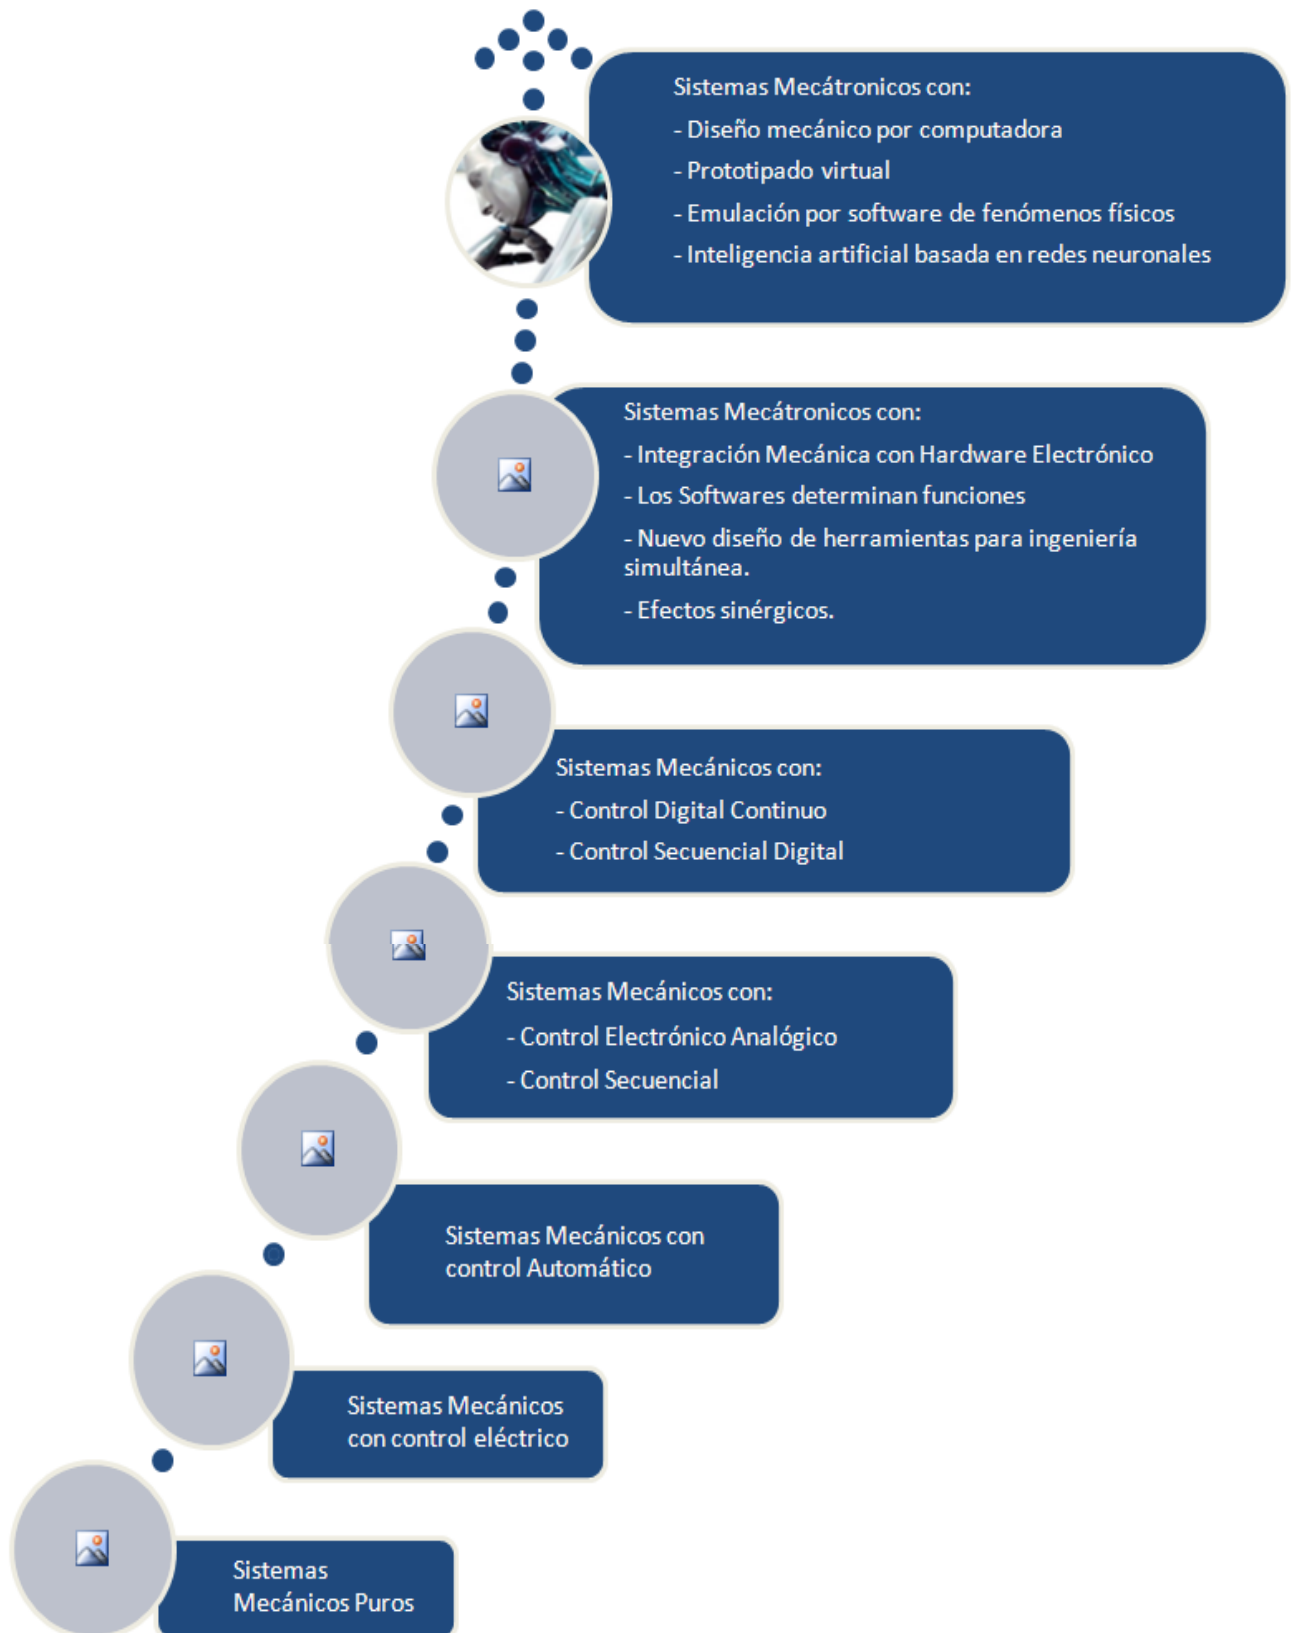 Sistemas Mecátronicos con:
- Diseño mecánico por computadora
- Prototipado virtual
- Emulación por software de fenómenos físicos
- Inteligencia artificial basada en redes neuronales
Sistemas Mecátronicos con:
- Integración Mecánica con Hardware Electrónico
- Los Softwares determinan funciones
- Nuevo diseño de herramientas para ingeniería
simultánea.
- Efectos sinérgicos.
Sistemas Mecánicos con:
- Control Digital Continuo
- Control Secuencial Digital
Sistemas Mecánicos con:
- Control Electrónico Analógico
- Control Secuencial
Sistemas Mecánicos con
control Automático
Sistemas Mecánicos
con control eléctrico
Sistemas
Mecánicos Puros